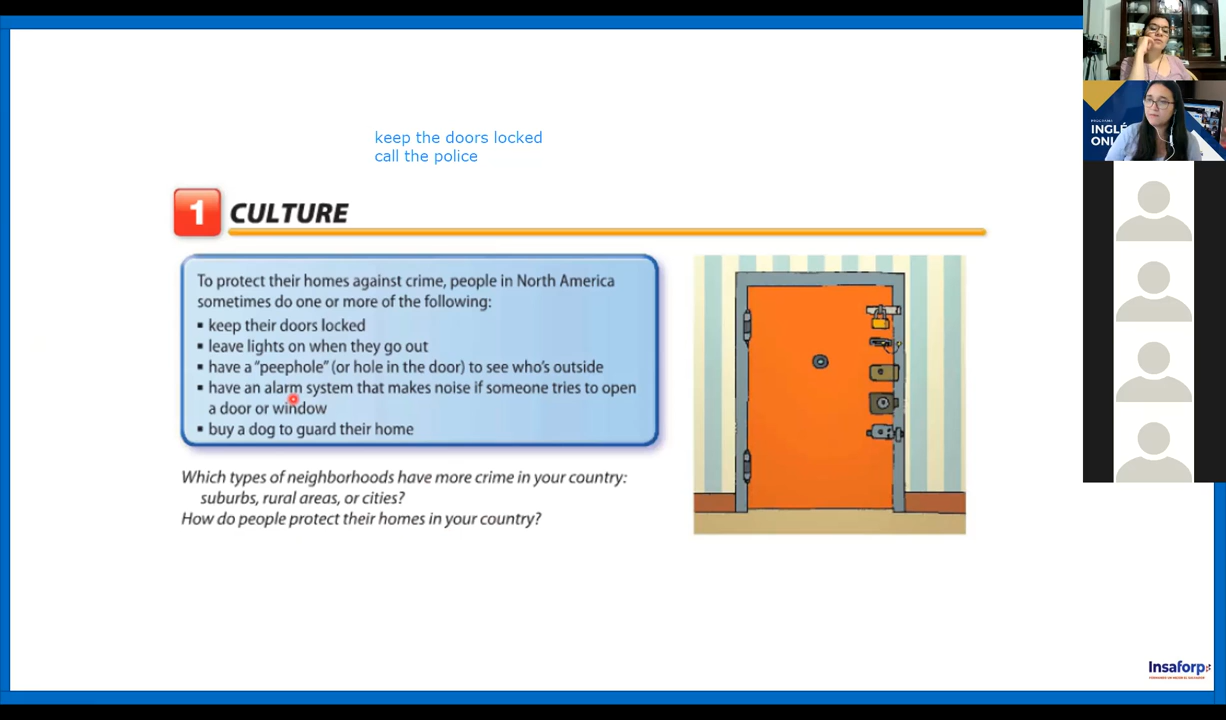 keep the doors locked
call the police
1 CULTURE
To protect their homes against crime, people in North America
sometimes do one or more of the following:
▪ keep their doors locked
▪ leave lights on when they go out
▪ have a “peephole” (or hole in the door) to see who’s outside
▪ have an alarm system that makes noise if someone tries to open
a door or window
▪ buy a dog to guard their home
Which types of neighborhoods have more crime in your country:
suburbs, rural areas, or cities?
How do people protect their homes in your country?
INGLÉ
ONL
Insaforp